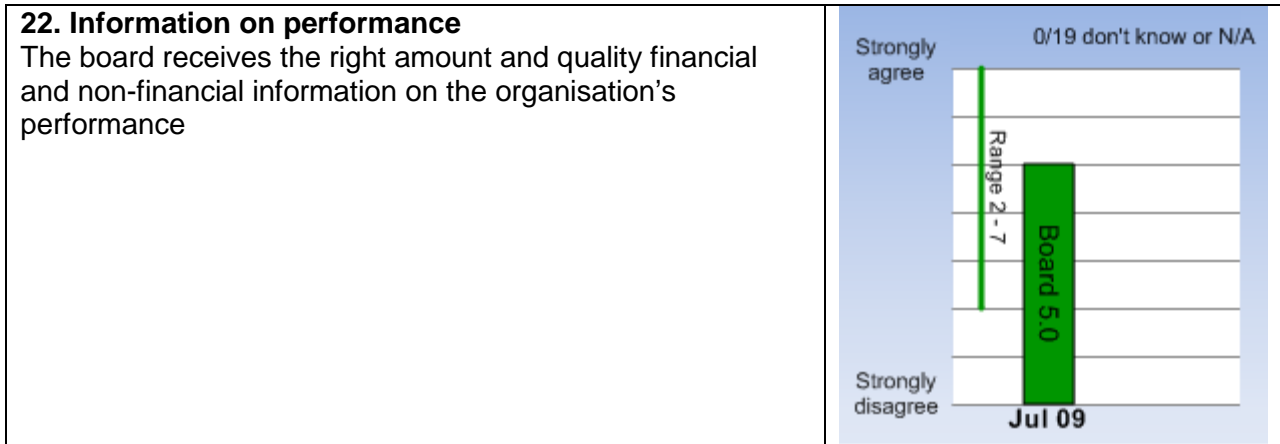 22. Information on performance
The board receives the right amount and quality financial
and non-financial information on the organisation's
performance
0/19 don't know or N/A
Strongly
agree
Range 2 - 7
Board 5.0
Strongly
disagree
Jul 09